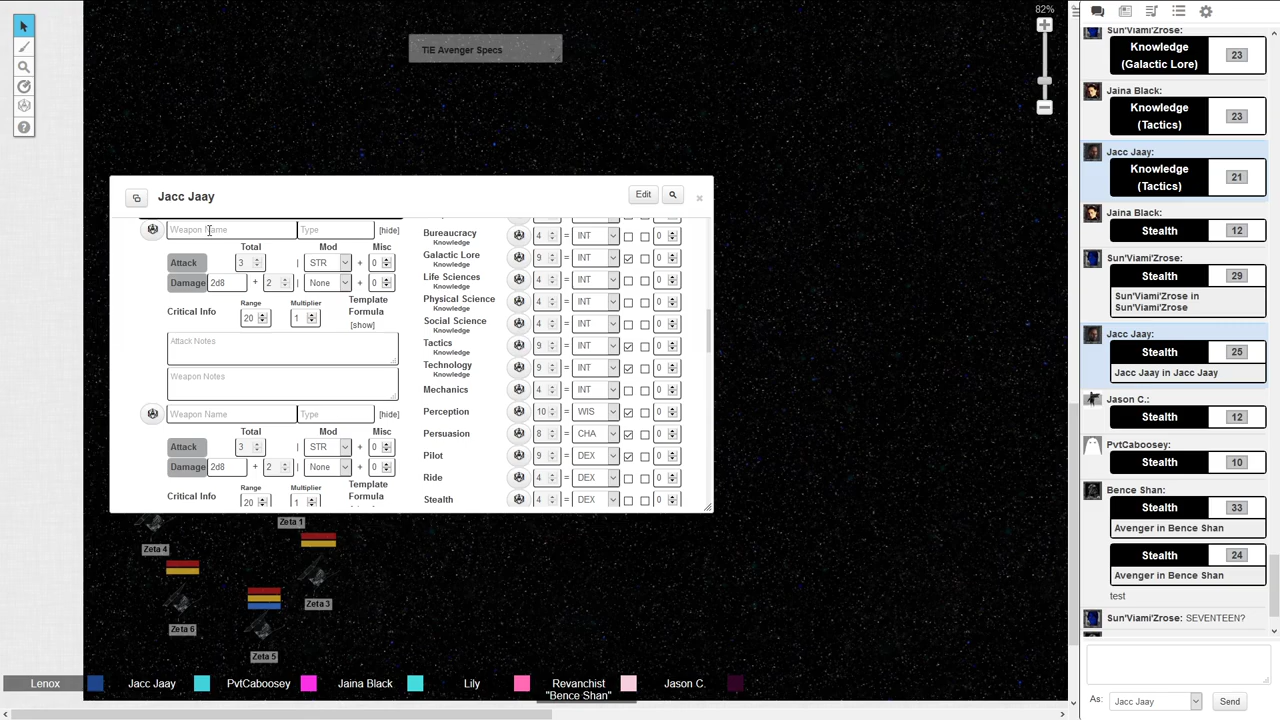 82%
TiE Avenger Specs
Jacc Jaay
Edit
Weapon Name
Type
[hide]
Total
Mod
Misc
Attack
3
|
STR
+
0
Damage
2d8
+
2
|
None
+
0
Critical Info
Range
20
Multiplier
1
Template
Formula
[show]
Attack Notes
Weapon Notes
Weapon Name
Type
[hide]
Total
Mod
Misc
Attack
3
|
STR
+
0
Damage
2d8
+
2
|
None
+
0
Critical Info
Range
20
Multiplier
1
Template
Formula
Bureaucracy
Knowledge
4 = INT 0
Galactic Lore
Knowledge
9 = INT 0
Life Sciences
Knowledge
4 = INT 0
Physical Science
Knowledge
4 = INT 0
Social Science
Knowledge
4 = INT 0
Tactics
Knowledge
9 = INT 0
Technology
Knowledge
9 = INT 0
Mechanics
4 = INT 0
Perception
10 = WIS 0
Persuasion
8 = CHA 0
Pilot
9 = DEX 0
Ride
4 = DEX 0
Stealth
4 = DEX 0
Zeta 1
Zeta 4
Zeta 3
Zeta 6
Zeta 5
Lenox
Jacc Jaay
PvtCaboosey
Jaina Black
Lily
Revanchist
"Bence Shan"
Jason C.
Sun'Viami'Zrose:
Knowledge
(Galactic Lore)
23
Jaina Black:
Knowledge
(Tactics)
23
Jacc Jaay:
Knowledge
(Tactics)
21
Jaina Black:
Stealth
12
Sun'Viami'Zrose:
Stealth
29
Sun'Viami'Zrose in
Sun'Viami'Zrose
Jacc Jaay:
Stealth
25
Jacc Jaay in Jacc Jaay
Jason C.:
Stealth
12
PvtCaboosey:
Stealth
10
Bence Shan:
Stealth
33
Avenger in Bence Shan
Stealth
24
Avenger in Bence Shan
test
Sun'Viami'Zrose: SEVENTEEN?
As:
Jacc Jaay
Send